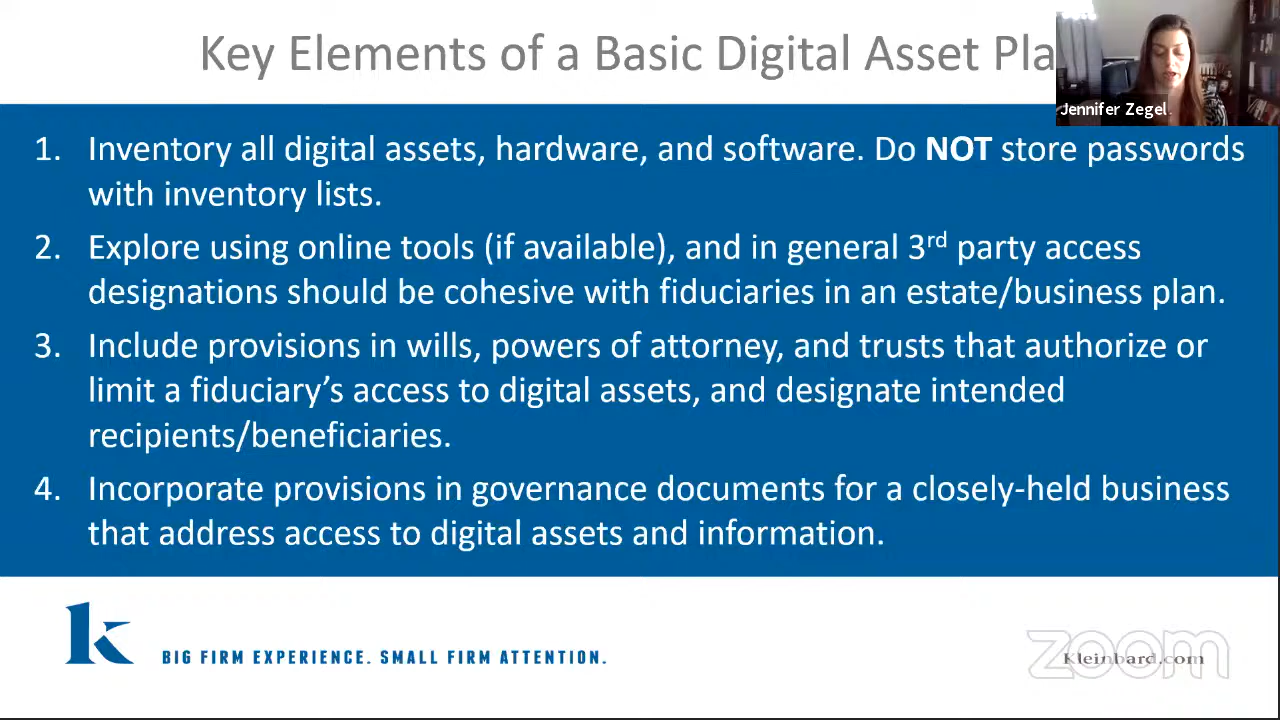 Key Elements of a Basic Digital Asset Pla
Jennifer Zegel
1. Inventory all digital assets, hardware, and software. Do NOT store passwords
with inventory lists.
2. Explore using online tools (if available), and in general 3rd party access
designations should be cohesive with fiduciaries in an estate/business plan.
3. Include provisions in wills, powers of attorney, and trusts that authorize or
limit a fiduciary’s access to digital assets, and designate intended
recipients/beneficiaries.
4. Incorporate provisions in governance documents for a closely-held business
that address access to digital assets and information.
k
BIG FIRM EXPERIENCE. SMALL FIRM ATTENTION.
zoom
Kleinbard.com